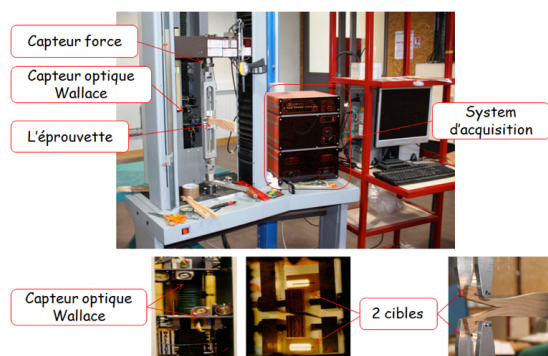 Capteur force
Capteur optique
Wallace
L'éprouvette
System
d'acquisition
Capteur optique
Wallace
2 cibles